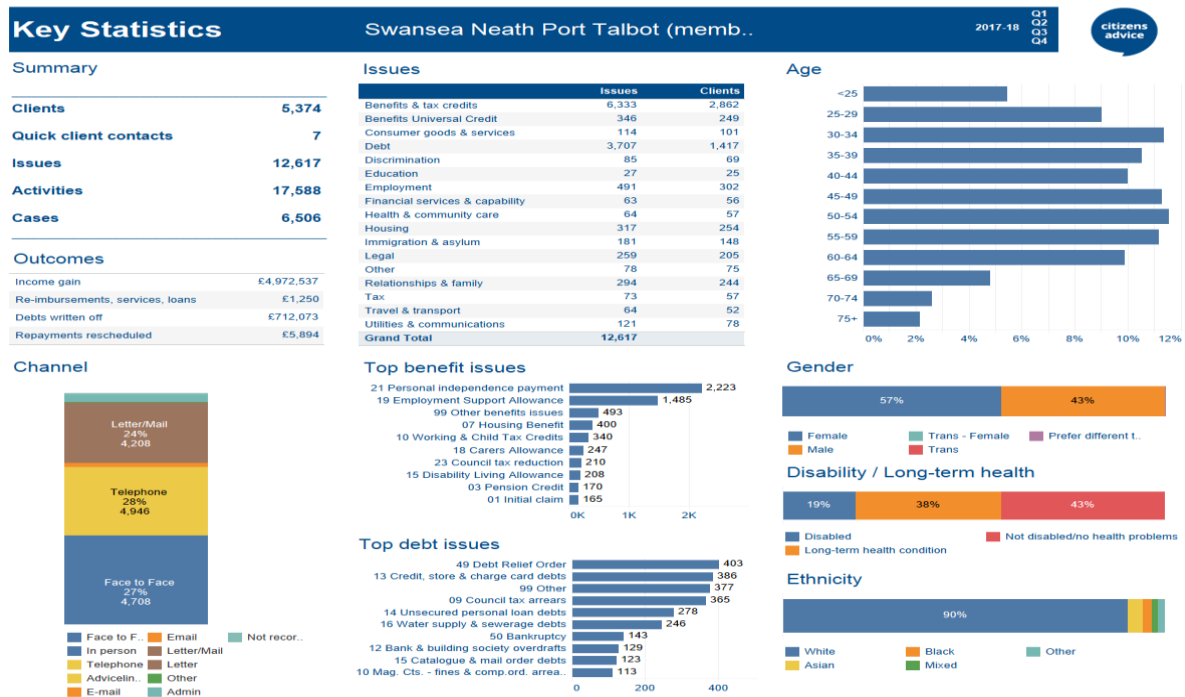 Key Statistics
Swansea Neath Port Talbot (memb..
2017-18
Q1
Q2
Q3
Q4
citizens
advice
Summary
Clients 5,374
Quick client contacts 7
Issues 12,617
Activities 17,588
Cases 6,506
Outcomes
Income gain £4,972,537
Re-imbursements, services, loans £1,250
Debts written off £712,073
Repayments rescheduled £5,894
Channel
Letter/Mail
24%
4,208
Telephone
28%
4,946
Face to Face
27%
4,708
Face to F.. Email Not recor..
In person Letter/Mail
Telephone Letter
Advicelin.. Other
E-mail Admin
Issues
Issues Clients
Benefits & tax credits 6,333 2,862
Benefits Universal Credit 346 249
Consumer goods & services 114 101
Debt 3,707 1,417
Discrimination 85 69
Education 27 25
Employment 491 302
Financial services & capability 63 56
Health & community care 64 57
Housing 317 254
Immigration & asylum 181 148
Legal 259 205
Other 78 75
Relationships & family 294 244
Tax 73 57
Travel & transport 64 52
Utilities & communications 121 78
Grand Total 12,617
Top benefit issues
21 Personal independence payment 2,223
19 Employment Support Allowance 1,485
99 Other benefits issues 493
07 Housing Benefit 400
10 Working & Child Tax Credits 340
18 Carers Allowance 247
23 Council tax reduction 210
15 Disability Living Allowance 208
03 Pension Credit 170
01 Initial claim 165
0K 1K 2K
Top debt issues
49 Debt Relief Order 403
13 Credit, store & charge card debts 386
99 Other 377
09 Council tax arrears 365
14 Unsecured personal loan debts 278
16 Water supply & sewerage debts 246
50 Bankruptcy 143
12 Bank & building society overdrafts 129
15 Catalogue & mail order debts 123
10 Mag. Cts. - fines & comp.ord. arrea.. 113
0 200 400
Age
<25
25-29
30-34
35-39
40-44
45-49
50-54
55-59
60-64
65-69
70-74
75+
0% 2% 4% 6% 8% 10% 12%
Gender
57% 43%
Female Trans - Female Prefer different t..
Male Trans
Disability / Long-term health
19% 38% 43%
Disabled Not disabled/no health problems
Long-term health condition
Ethnicity
90%
White Black Other
Asian Mixed